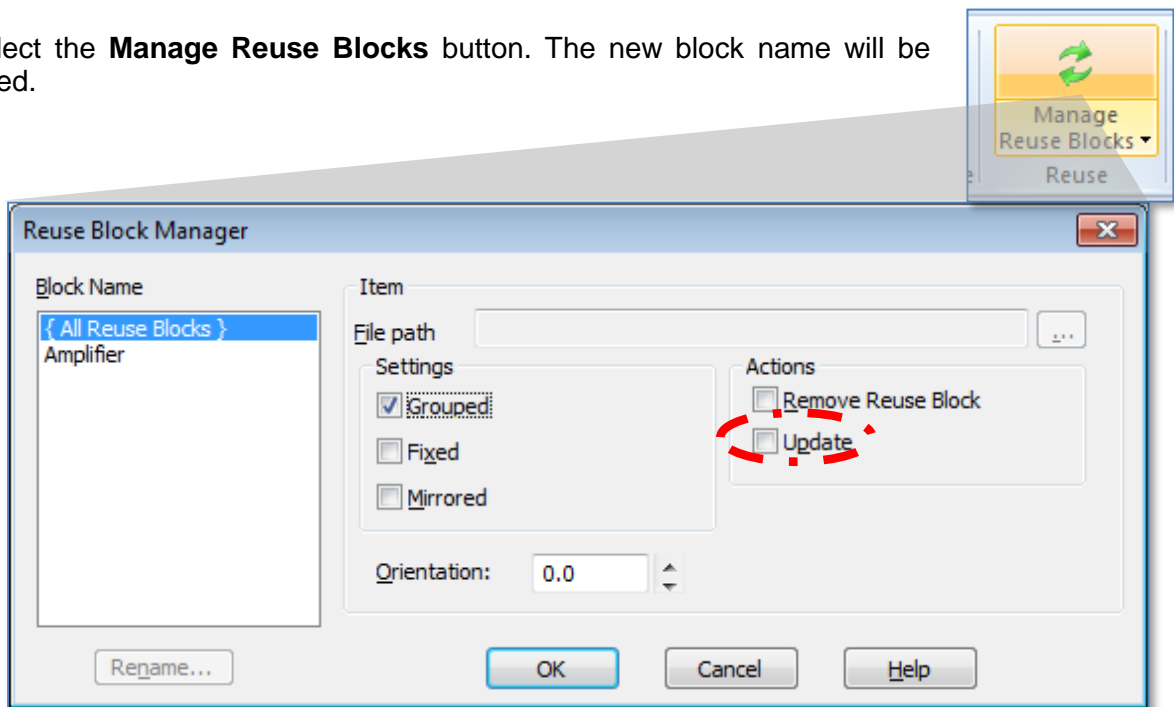 lect the Manage Reuse Blocks button. The new block name will be
ed.
Manage
Reuse Blocks
Reuse
Reuse Block Manager
Block Name
{ All Reuse Blocks }
Amplifier
Item
File path
...
Settings
Grouped
Fixed
Mirrored
Actions
Remove Reuse Block
Update
Orientation: 0.0
Rename...
OK
Cancel
Help